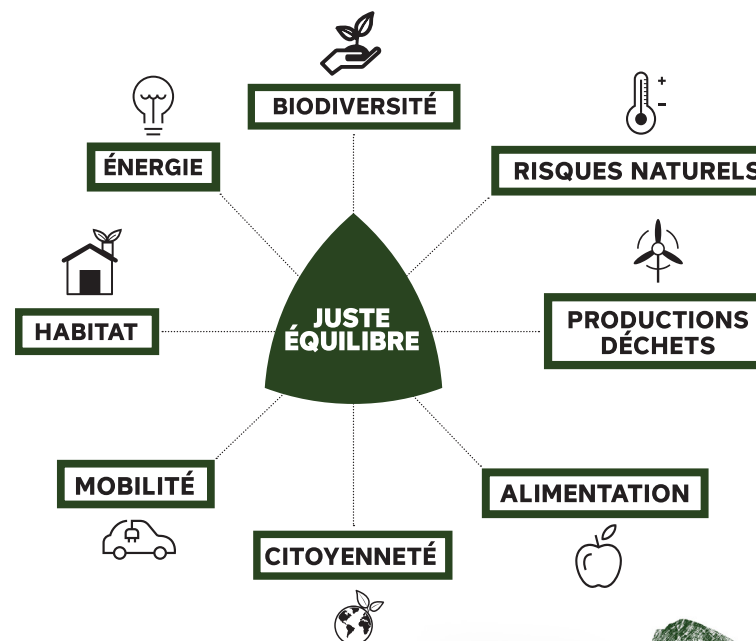 BIODIVERSITÉ
ÉNERGIE
RISQUES NATURELS
HABITAT
JUSTE
ÉQUILIBRE
PRODUCTIONS
DÉCHETS
MOBILITÉ
ALIMENTATION
CITOYENNETÉ